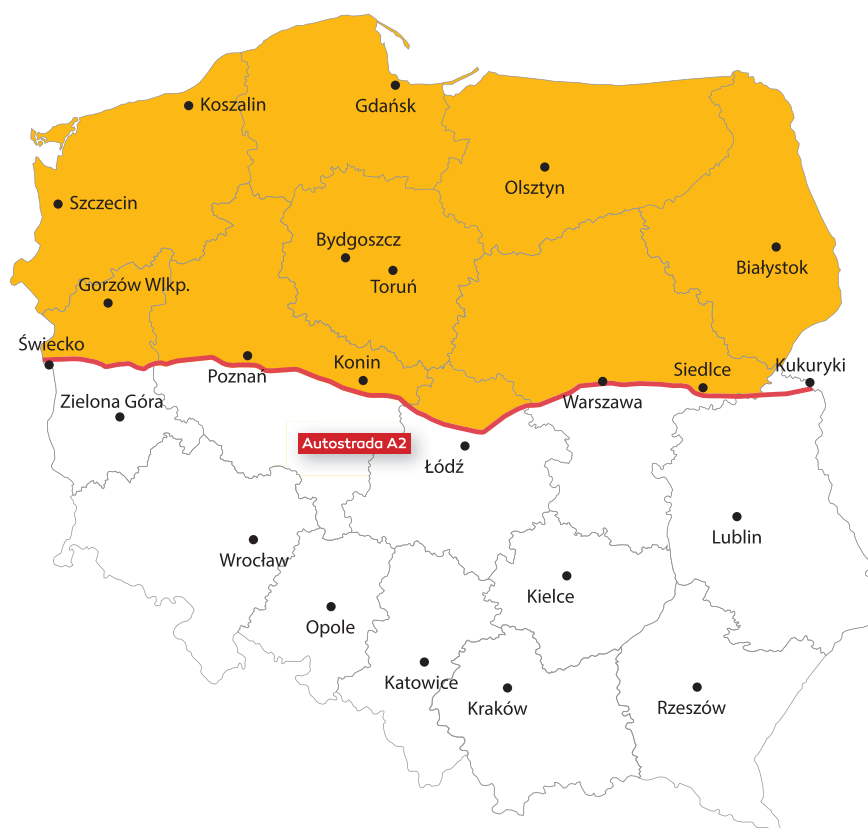 Koszalin
Gdańsk
Olsztyn
Szczecin
Bydgoszcz
Toruń
Białystok
Gorzów Wlkp.
Świecko
Poznań
Konin
Siedlce
Kukuryki
Warszawa
Zielona Góra
Autostrada A2
Łódź
Lublin
Wrocław
Kielce
Opole
Katowice
Kraków
Rzeszów